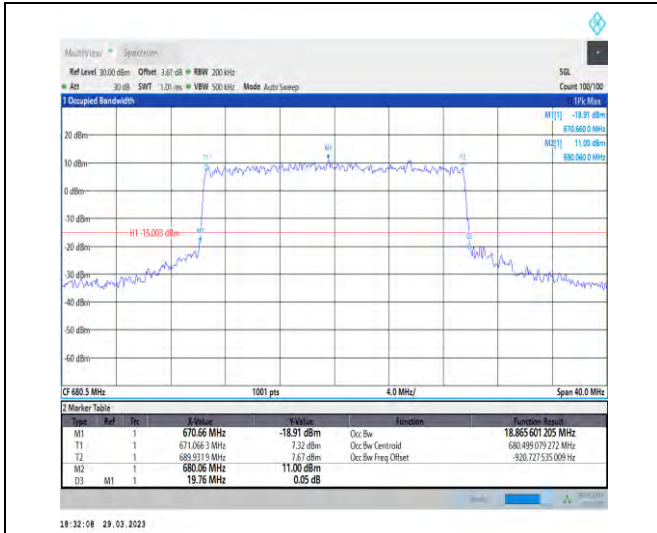 MultiView Spectrum
Ref Level 30.00 dBm Offset 3.61 dB RBW 200 kHz SGL
Att 30 dB SWT 1.01 ms VBW 500 kHz Mode Auto Sweep Count 100/100
1 Occupied Bandwidth 1Pk Max
M1[1] -18.91 dBm
670.660 0 MHz
M2[1] 11.00 dBm
680.060 0 MHz
20 dBm
10 dBm
0 dBm
-10 dBm
H1 -15.003 dBm
-20 dBm
-30 dBm
-40 dBm
-50 dBm
-60 dBm
T1
M2
T2
M1
D3
CF 680.5 MHz 1001 pts 4.0 MHz/ Span 40.0 MHz
2 Marker Table
Type Ref Trc X-Value Y-Value Function Function Result
M1 1 670.66 MHz -18.91 dBm Occ Bw 18.865 601 205 MHz
T1 1 671.066 3 MHz 7.32 dBm Occ Bw Centroid 680.499 079 272 MHz
T2 1 689.931 9 MHz 7.67 dBm Occ Bw Freq Offset -920.727 535 009 Hz
M2 1 680.06 MHz 11.00 dBm
D3 M1 1 19.76 MHz 0.05 dB
18:32:08 29.03.2023